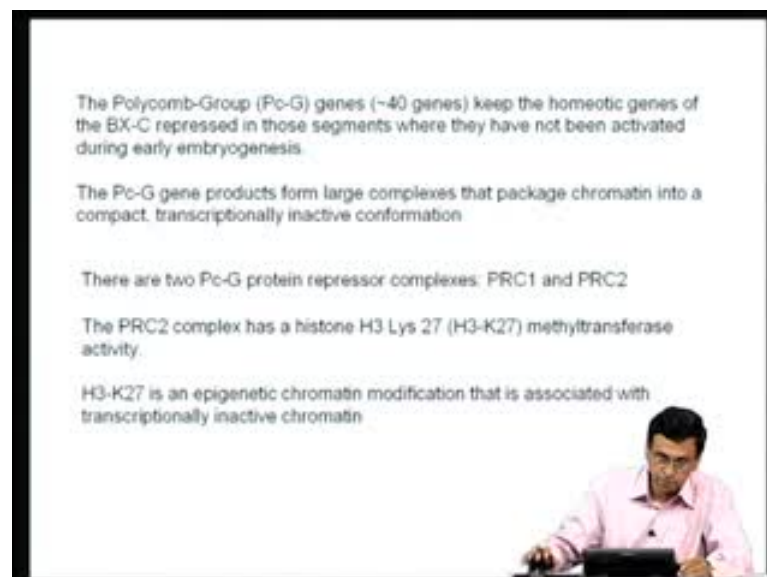 The Polycomb-Group (Pc-G) genes (~40 genes) keep the homeotic genes of
the BX-C repressed in those segments where they have not been activated
during early embryogenesis.
The Pc-G gene products form large complexes that package chromatin into a
compact, transcriptionally inactive conformation
There are two Pc-G protein repressor complexes: PRC1 and PRC2
The PRC2 complex has a histone H3 Lys 27 (H3-K27) methyltransferase
activity.
H3-K27 is an epigenetic chromatin modification that is associated with
transcriptionally inactive chromatin